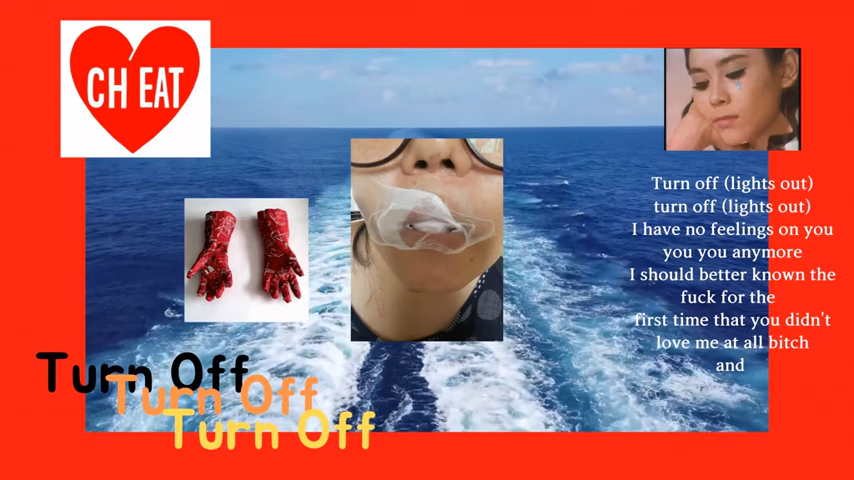 CH EAT
Turn off (lights out)
turn off (lights out)
I have no feelings on you
you you anymore
I should better known the
fuck for the
first time that you didn't
love me at all bitch
and
Turn Off
Turn Off
Turn Off